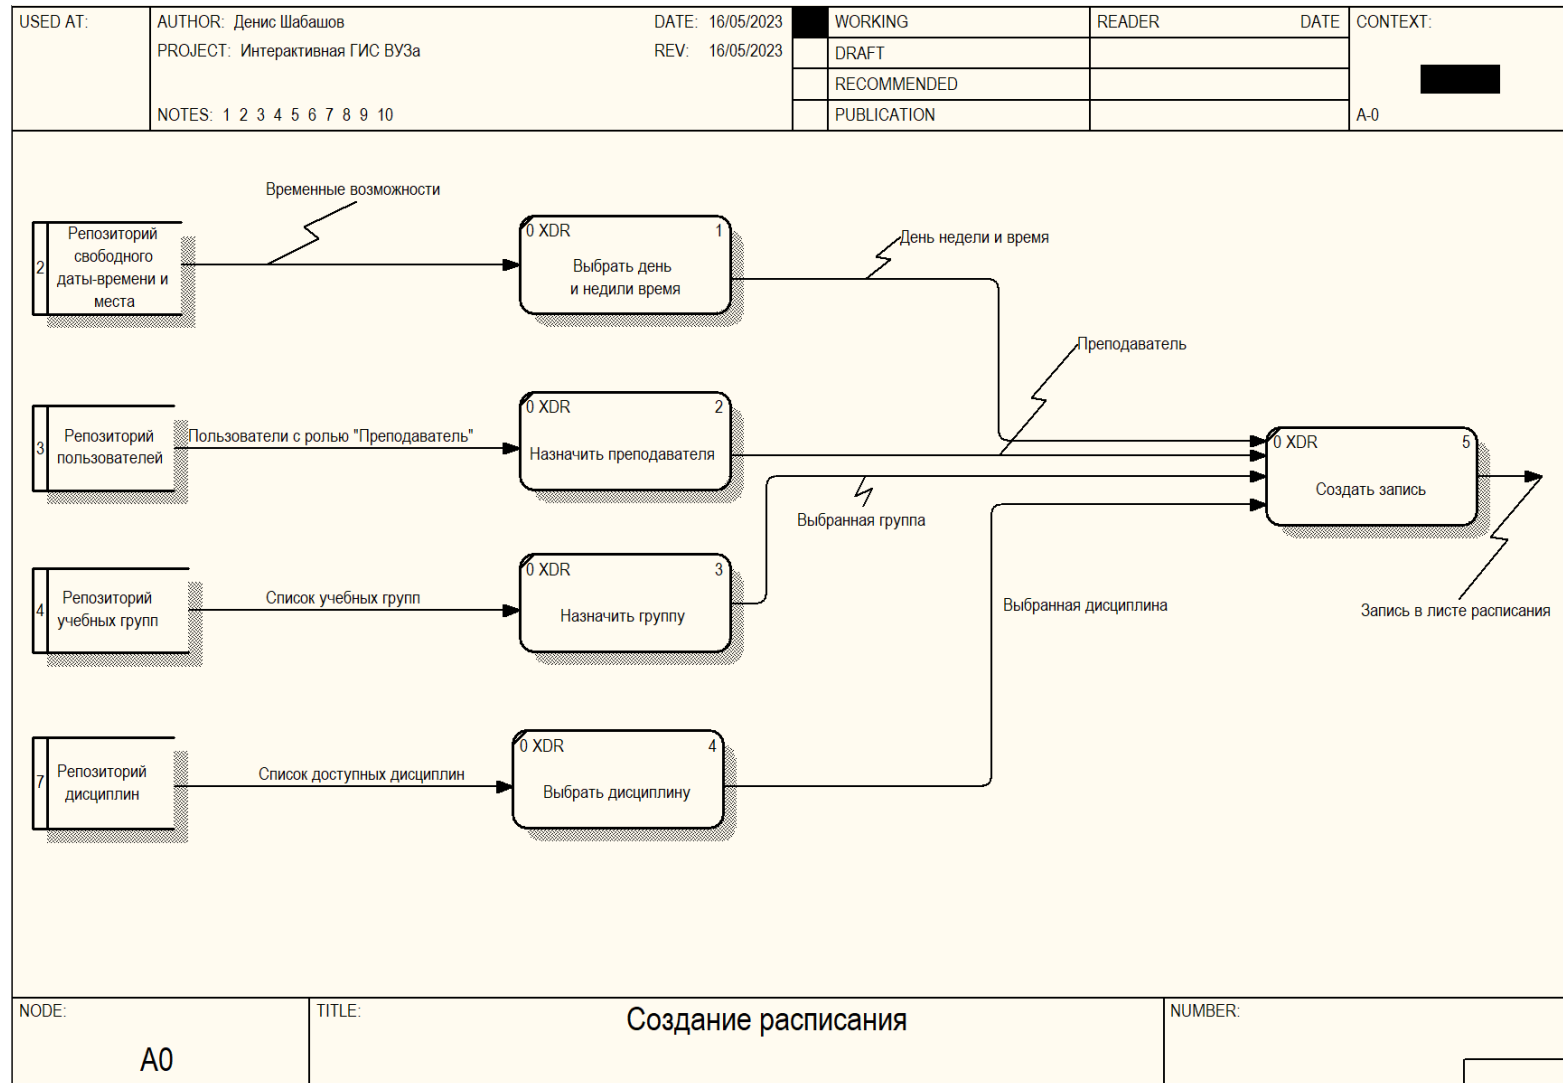 USED AT:
AUTHOR: Денис Шабашов
DATE: 16/05/2023
WORKING
READER
DATE
CONTEXT:
PROJECT: Интерактивная ГИС ВУЗа
REV: 16/05/2023
DRAFT
RECOMMENDED
NOTES: 1 2 3 4 5 6 7 8 9 10
PUBLICATION
A-0
Временные возможности
2
Репозиторий
свободного
даты-времени и
места
0 XDR
1
Выбрать день
и недили время
День недели и время
Преподаватель
3
Репозиторий
пользователей
Пользователи с ролью "Преподаватель"
0 XDR
2
Назначить преподавателя
0 XDR
5
Создать запись
Выбранная группа
4
Репозиторий
учебных групп
Список учебных групп
0 XDR
3
Назначить группу
Выбранная дисциплина
Запись в листе расписания
7
Репозиторий
дисциплин
Список доступных дисциплин
0 XDR
4
Выбрать дисциплину
NODE:
A0
TITLE:
Создание расписания
NUMBER: